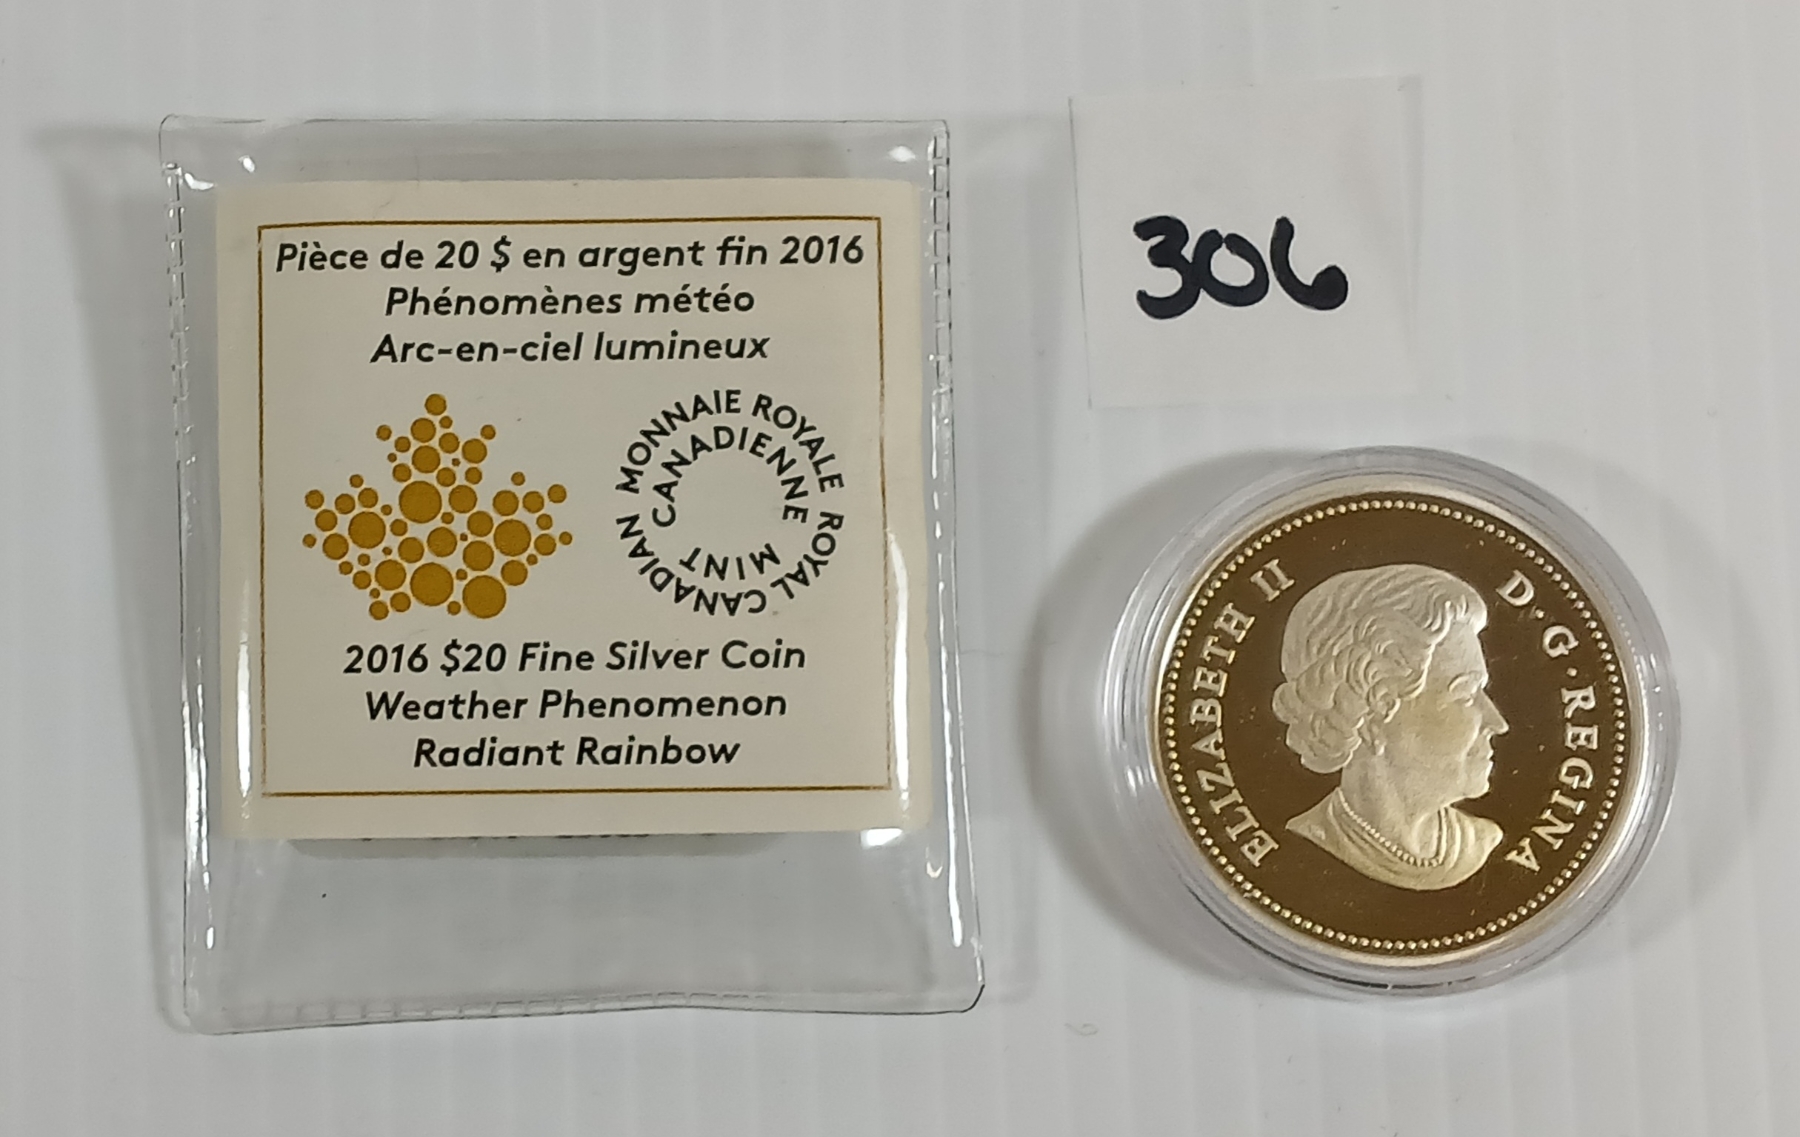 Pièce de 20 $ en argent fin 2016
Phénomènes météo
Arc-en-ciel lumineux
MONNAIE ROYALE CANADIENNE
ROYAL CANADIAN MINT
2016 $20 Fine Silver Coin
Weather Phenomenon
Radiant Rainbow
306
ELIZABETH II D·G·REGINA